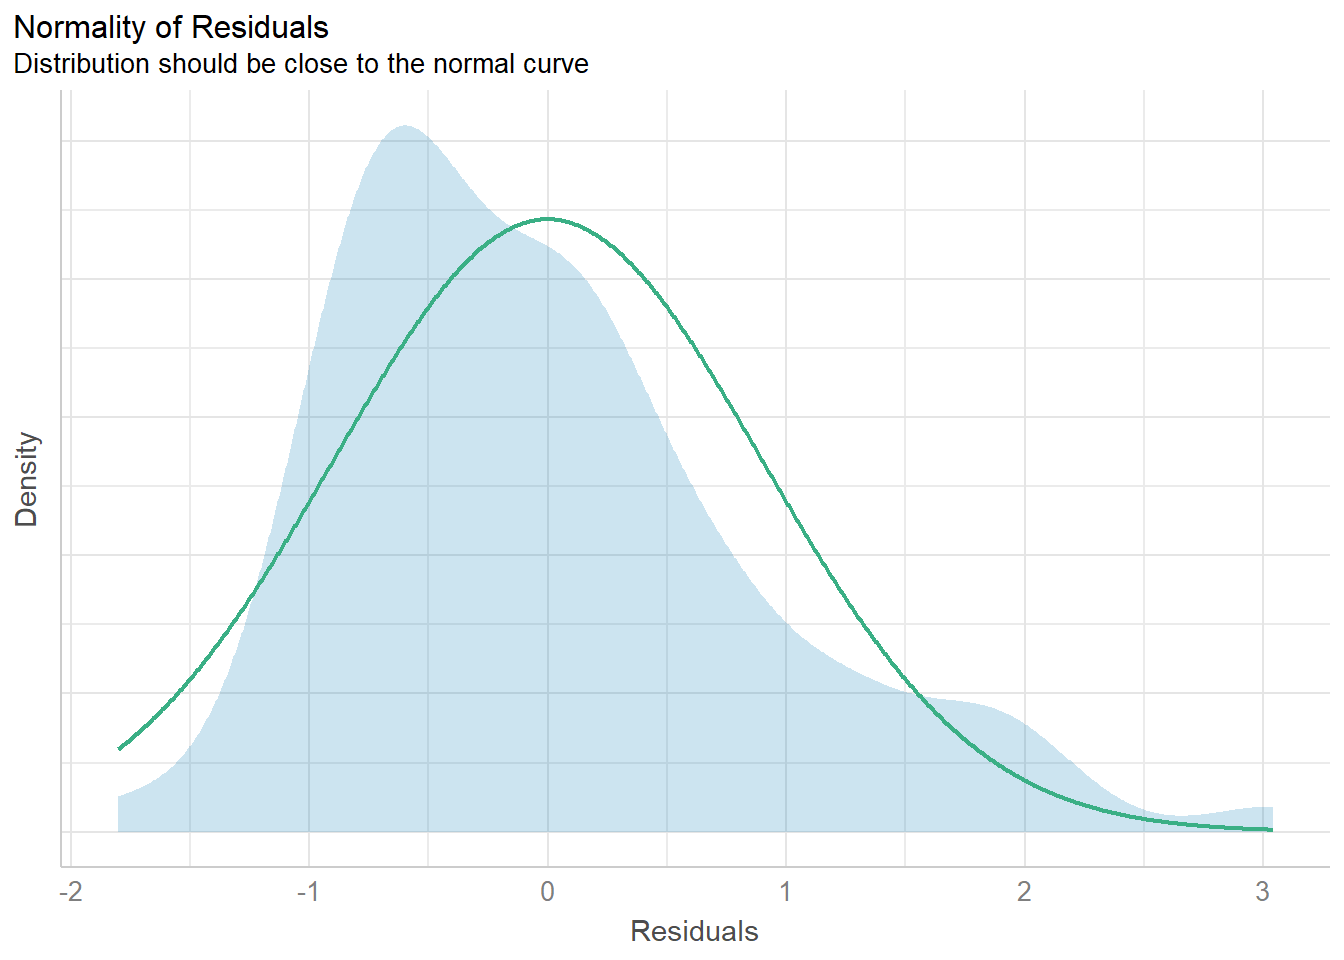 Normality of Residuals
Distribution should be close to the normal curve
Density
-2 -1 0 1 2 3
Residuals